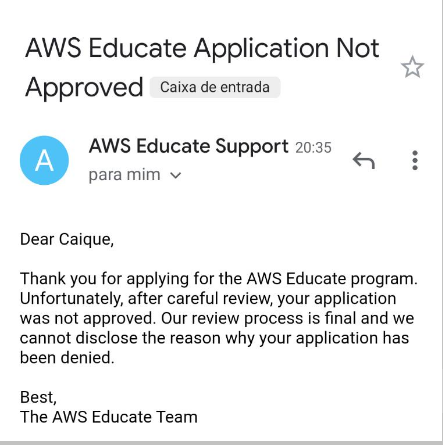 AWS Educate Application Not
Approved Caixa de entrada
A
AWS Educate Support 20:35
para mim
Dear Caique,
Thank you for applying for the AWS Educate program.
Unfortunately, after careful review, your application
was not approved. Our review process is final and we
cannot disclose the reason why your application has
been denied.
Best,
The AWS Educate Team